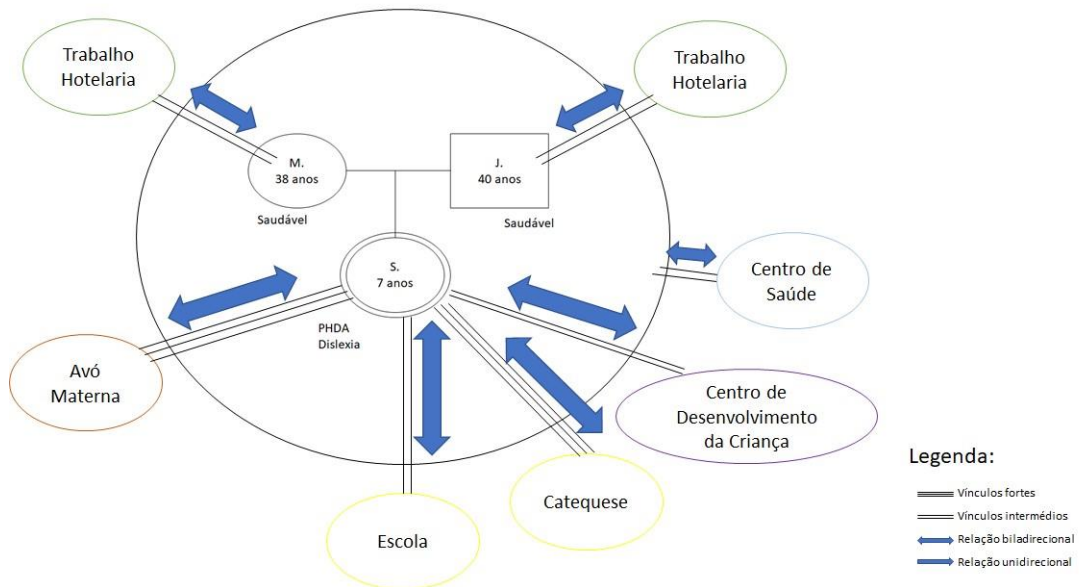 Trabalho
Hotelaria
Trabalho
Hotelaria
M.
38 anos
J.
40 anos
Saudável
Saudável
S.
7 anos
Centro de
Saúde
PHDA
Dislexia
Avó
Materna
Centro de
Desenvolvimento
da Criança
Catequese
Escola
Legenda:
Vínculos fortes
Vínculos intermédios
Relação biladirecional
Relação unidirecional